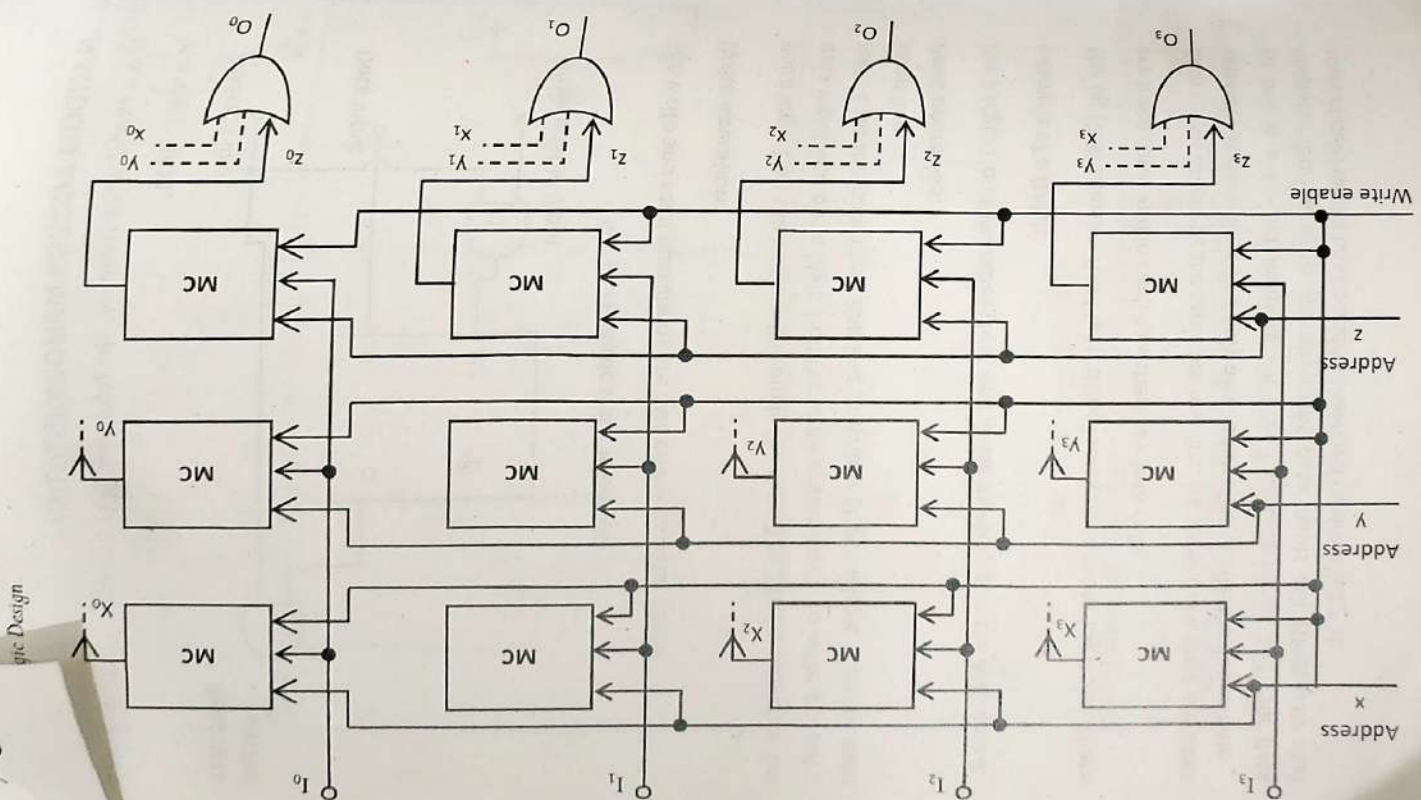 I₃ I₂ I₁ I₀
Address
x
MC X₃ MC X₂ MC MC X₀
Address
Y
MC Y₃ MC Y₂ MC MC Y₀
Address
Z
MC MC MC MC
Write enable
Z₃ Y₃ Z₂ Y₂ Z₁ Y₁ Z₀ Y₀
X₃ X₂ X₁ X₀
O₃ O₂ O₁ O₀
gic Design